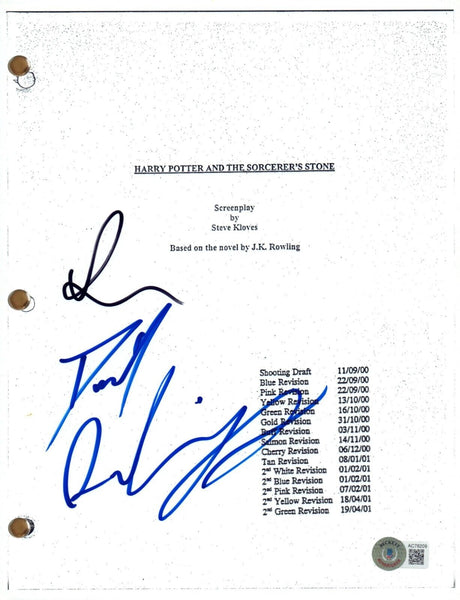 HARRY POTTER AND THE SORCERER'S STONE
Screenplay
by
Steve Kloves
Based on the novel by J.K. Rowling
Shooting Draft 11/09/00
Blue Revision 22/09/00
Pink Revision 22/09/00
Yellow Revision 13/10/00
Green Revision 16/10/00
Gold Revision 31/10/00
Buff Revision 03/11/00
Salmon Revision 14/11/00
Cherry Revision 06/12/00
Tan Revision 08/01/01
2nd White Revision 01/02/01
2nd Blue Revision 01/02/01
2nd Pink Revision 07/02/01
2nd Yellow Revision 18/04/01
2nd Green Revision 19/04/01
BECKETT
AC78209